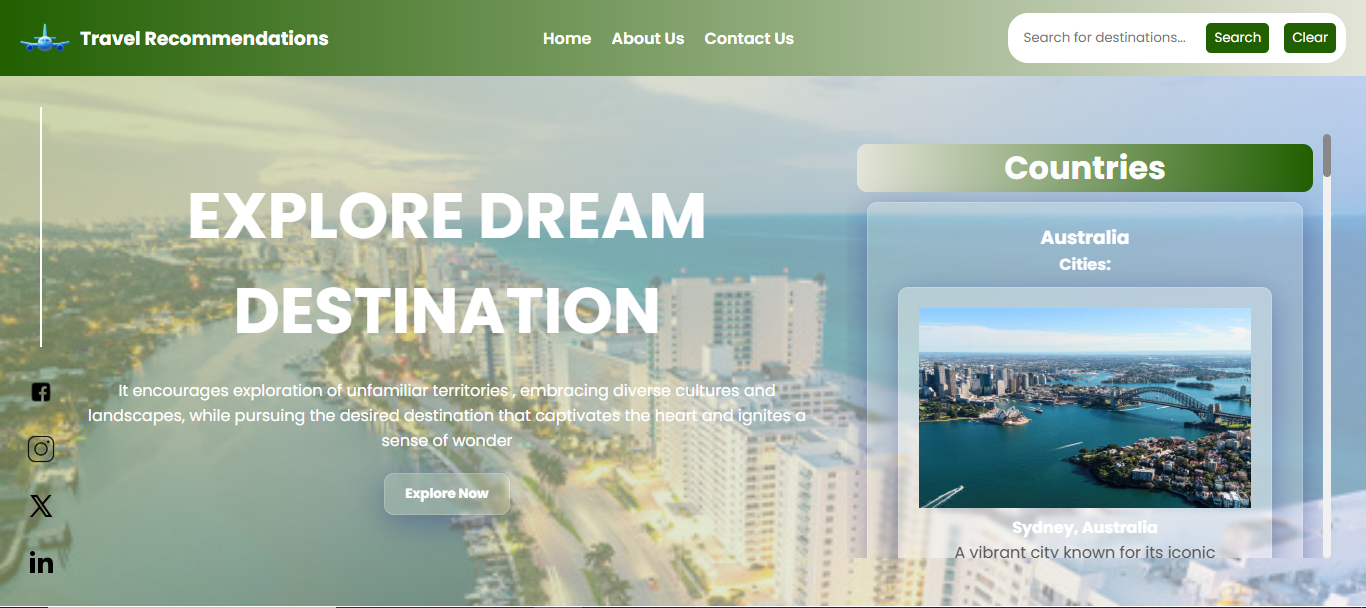 Travel Recommendations
Home
About Us
Contact Us
Search for destinations...
Search
Clear
EXPLORE DREAM
DESTINATION
It encourages exploration of unfamiliar territories , embracing diverse cultures and
landscapes, while pursuing the desired destination that captivates the heart and ignites a
sense of wonder
Explore Now
Countries
Australia
Cities:
Sydney, Australia
A vibrant city known for its iconic